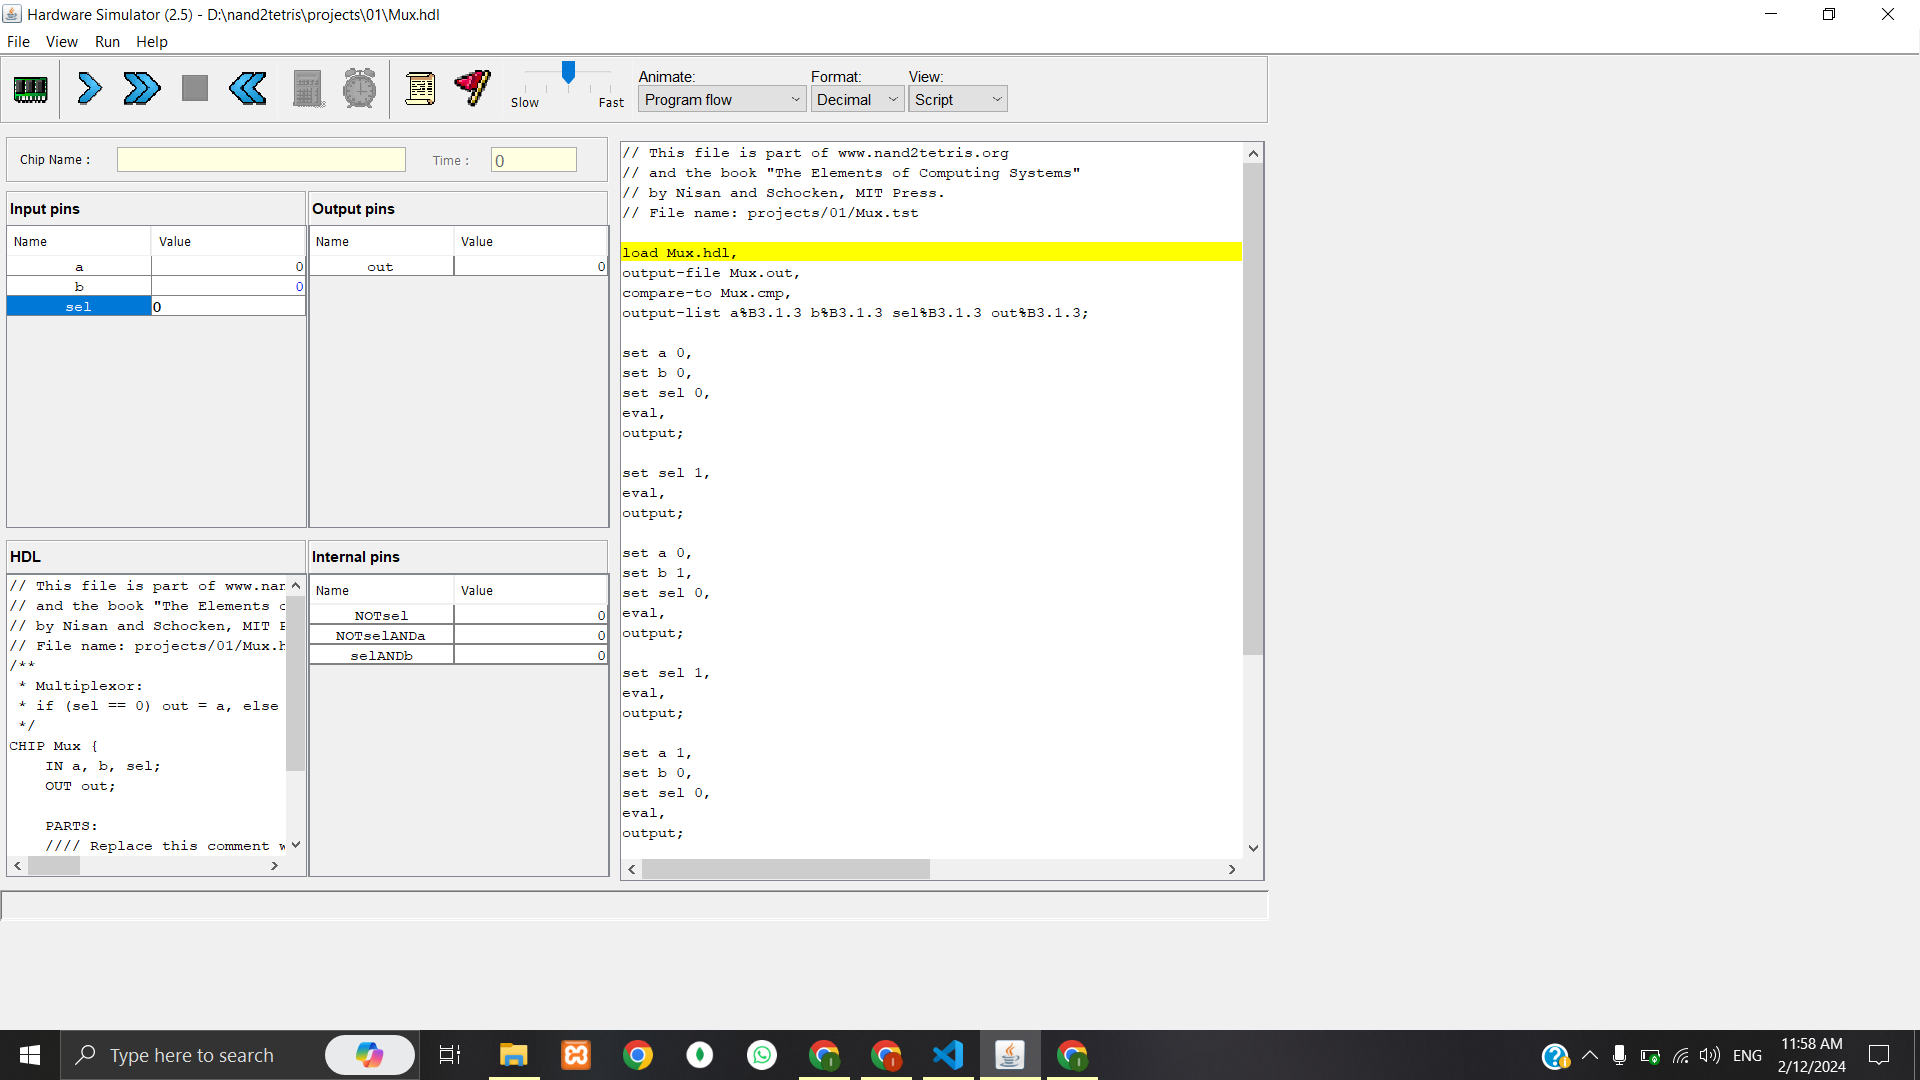 Hardware Simulator (2.5) - D:\nand2tetris\projects\01\Mux.hdl
File View Run Help
Slow Fast
Animate: Format: View:
Program flow Decimal Script
Chip Name : Time : 0
Input pins Output pins
Name Value Name Value
a 0 out 0
b 0
sel 0
HDL
// This file is part of www.nan
// and the book "The Elements o
// by Nisan and Schocken, MIT P
// File name: projects/01/Mux.h
/**
* Multiplexor:
* if (sel == 0) out = a, else
*/
CHIP Mux {
IN a, b, sel;
OUT out;
PARTS:
//// Replace this comment w
Internal pins
Name Value
NOTsel 0
NOTselANDa 0
selANDb 0
// This file is part of www.nand2tetris.org
// and the book "The Elements of Computing Systems"
// by Nisan and Schocken, MIT Press.
// File name: projects/01/Mux.tst
load Mux.hdl,
output-file Mux.out,
compare-to Mux.cmp,
output-list a%B3.1.3 b%B3.1.3 sel%B3.1.3 out%B3.1.3;
set a 0,
set b 0,
set sel 0,
eval,
output;
set sel 1,
eval,
output;
set a 0,
set b 1,
set sel 0,
eval,
output;
set sel 1,
eval,
output;
set a 1,
set b 0,
set sel 0,
eval,
output;
Type here to search
ENG
11:58 AM
2/12/2024